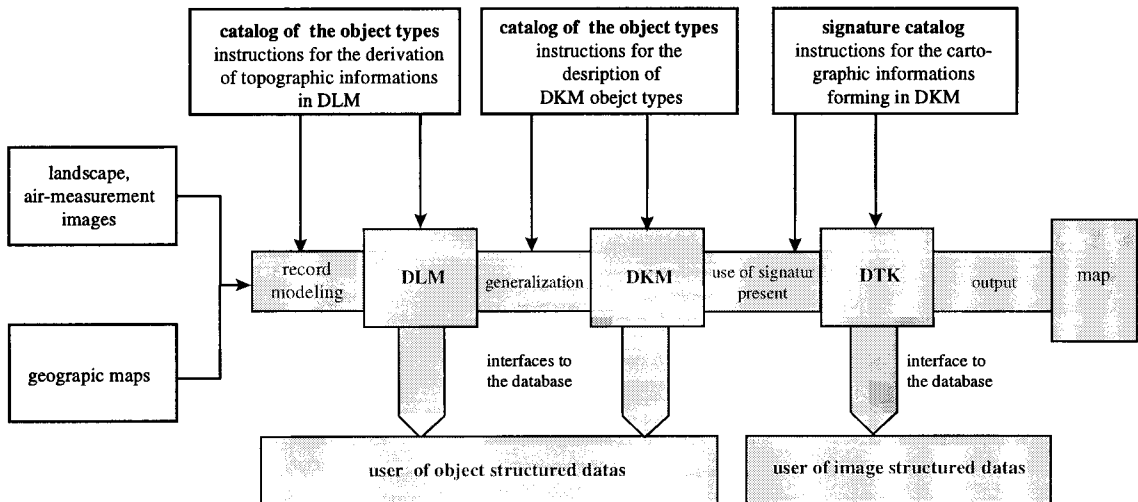 catalog of the object types
instructions for the derivation
of topographic informations
in DLM
catalog of the object types
instructions for the
desription of
DKM obejct types
signature catalog
instructions for the carto-
graphic informations
forming in DKM
landscape,
air-measurement
images
geograpic maps
record
modeling
DLM
generalization
DKM
use of signatur
present
DTK
output
map
interfaces to
the database
interface to
the database
user of object structured datas
user of image structured datas